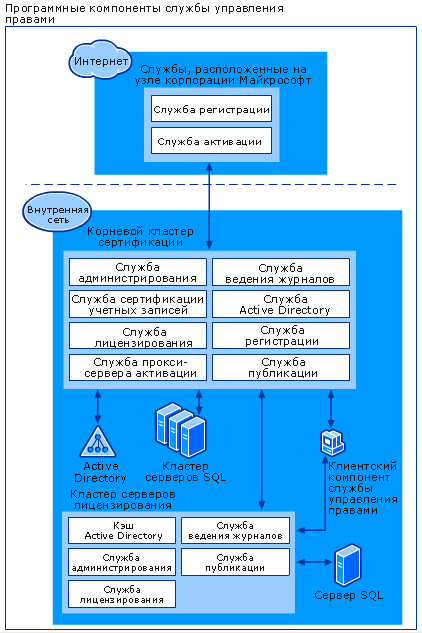 Программные компоненты службы управления
правами
Интернет
Службы, расположенные на
узле корпорации Майкрософт
Служба регистрации
Служба активации
Внутренняя
сеть
Корневой кластер
сертификации
Служба
администрирования
Служба
ведения журналов
Служба сертификации
учетных записей
Служба
Active Directory
Служба
лицензирования
Служба
регистрации
Служба прокси-
сервера активации
Служба
публикации
Active
Directory
Кластер
серверов SQL
Клиентский
компонент
службы
управления
правами
Кластер серверов
лицензирования
Кэш
Active Directory
Служба
ведения журналов
Служба
администрирования
Служба
публикации
Служба
лицензирования
Сервер SQL